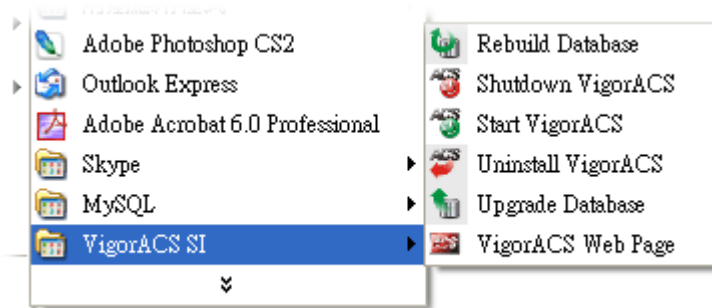 Adobe Photoshop CS2
Outlook Express
Adobe Acrobat 6.0 Professional
Skype
MySQL
VigorACS SI
Rebuild Database
Shutdown VigorACS
Start VigorACS
Uninstall VigorACS
Upgrade Database
VigorACS Web Page